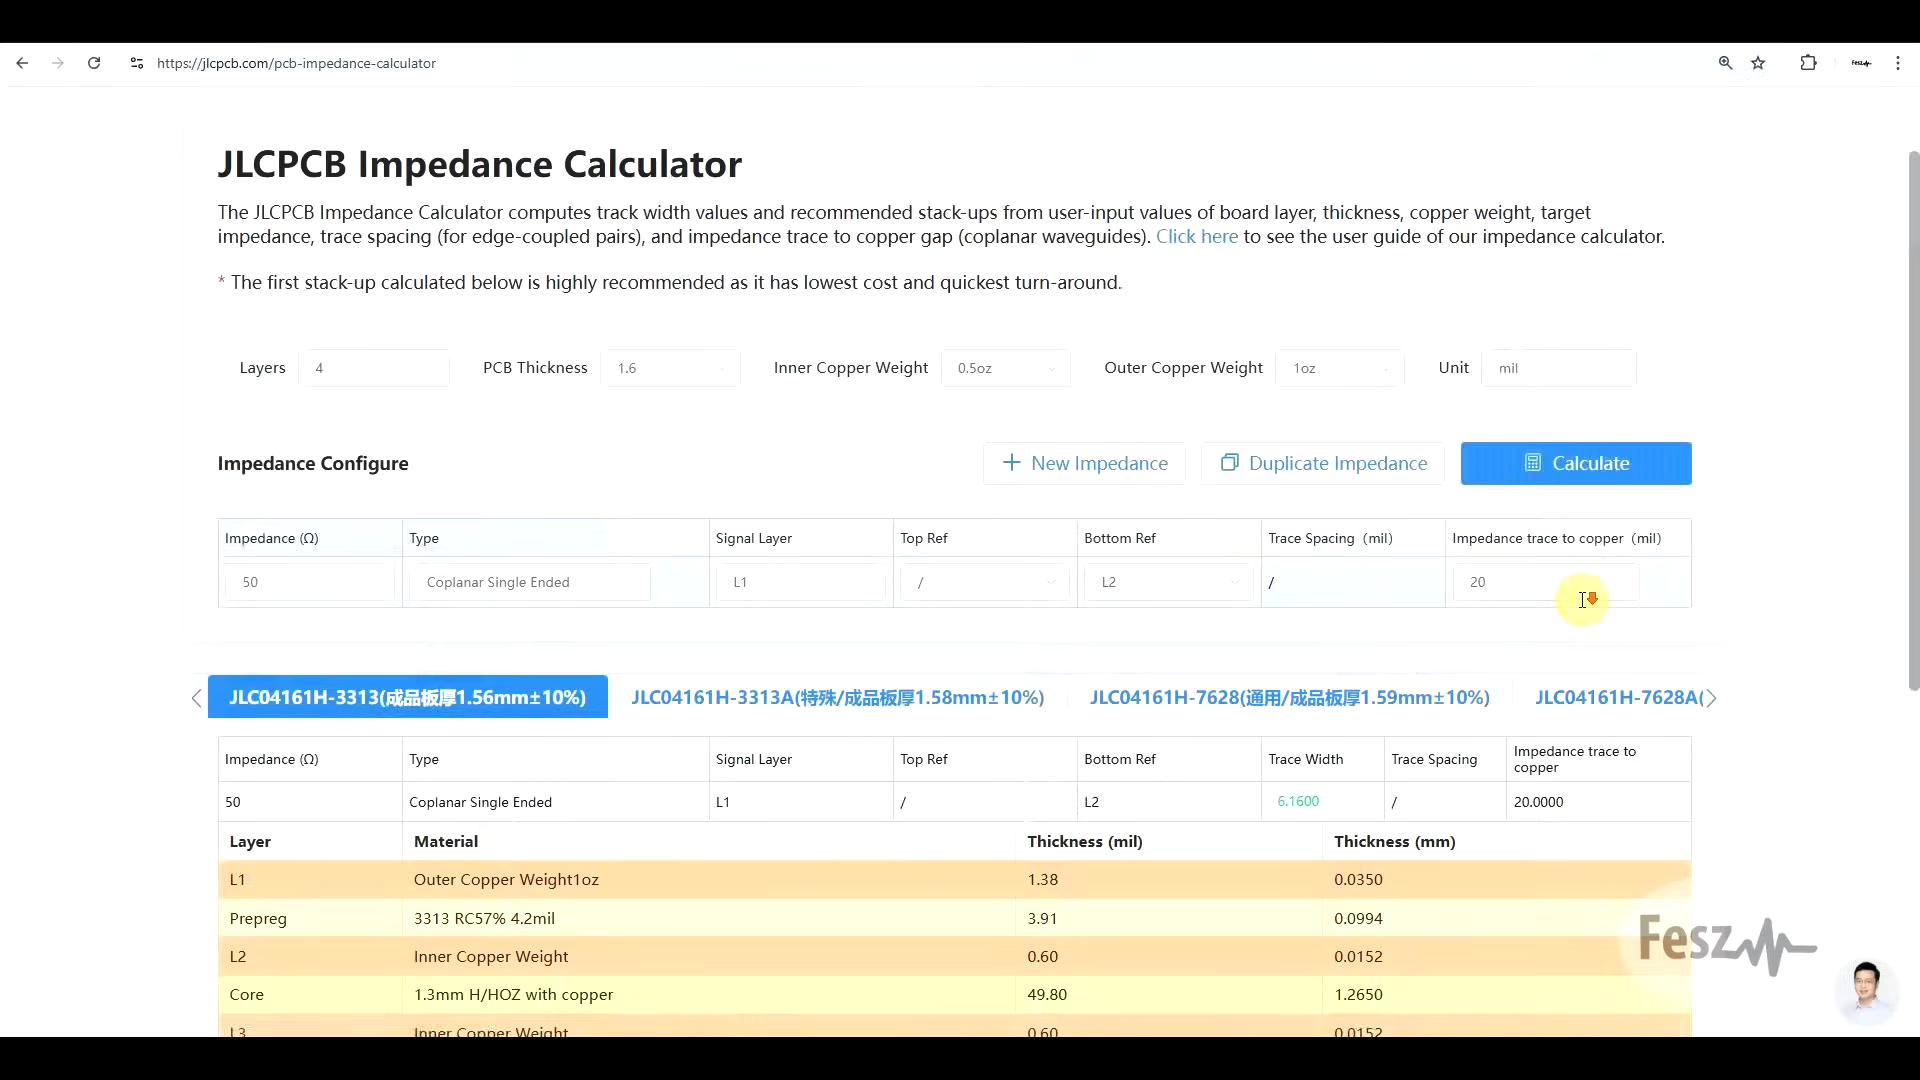 https://jlcpcb.com/pcb-impedance-calculator
Fesz
JLCPCB Impedance Calculator
The JLCPCB Impedance Calculator computes track width values and recommended stack-ups from user-input values of board layer, thickness, copper weight, target
impedance, trace spacing (for edge-coupled pairs), and impedance trace to copper gap (coplanar waveguides). Click here to see the user guide of our impedance calculator.
* The first stack-up calculated below is highly recommended as it has lowest cost and quickest turn-around.
Layers 4 PCB Thickness 1.6 Inner Copper Weight 0.5oz Outer Copper Weight 1oz Unit mil
Impedance Configure + New Impedance Duplicate Impedance Calculate
Impedance (Ω) Type Signal Layer Top Ref Bottom Ref Trace Spacing（mil） Impedance trace to copper（mil）
50 Coplanar Single Ended L1 / L2 / 20
JLC04161H-3313(成品板厚1.56mm±10%) JLC04161H-3313A(特殊/成品板厚1.58mm±10%) JLC04161H-7628(通用/成品板厚1.59mm±10%) JLC04161H-7628A(
Impedance (Ω) Type Signal Layer Top Ref Bottom Ref Trace Width Trace Spacing Impedance trace to
copper
50 Coplanar Single Ended L1 / L2 6.1600 / 20.0000
Layer Material Thickness (mil) Thickness (mm)
L1 Outer Copper Weight1oz 1.38 0.0350
Prepreg 3313 RC57% 4.2mil 3.91 0.0994
L2 Inner Copper Weight 0.60 0.0152
Core 1.3mm H/HOZ with copper 49.80 1.2650
L3 Inner Copper Weight 0.60 0.0152
Fesz